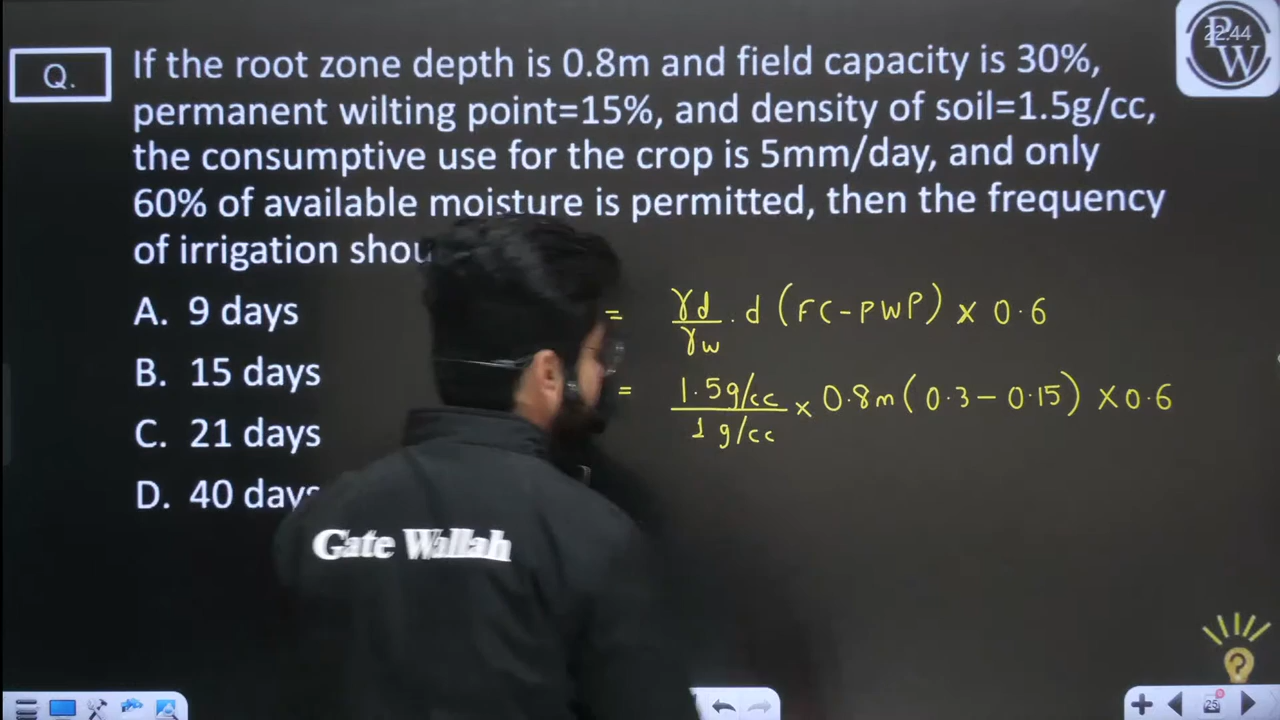 22:44
PW
Q.
If the root zone depth is 0.8m and field capacity is 30%,
permanent wilting point=15%, and density of soil=1.5g/cc,
the consumptive use for the crop is 5mm/day, and only
60% of available moisture is permitted, then the frequency
of irrigation
A. 9 days
B. 15 days
C. 21 days
D. 40 days
= γd/γw . d (FC-PWP) × 0.6
= 1.5g/cc / 1 g/cc × 0.8m (0.3 – 0.15) × 0.6
Gate Wallah
25